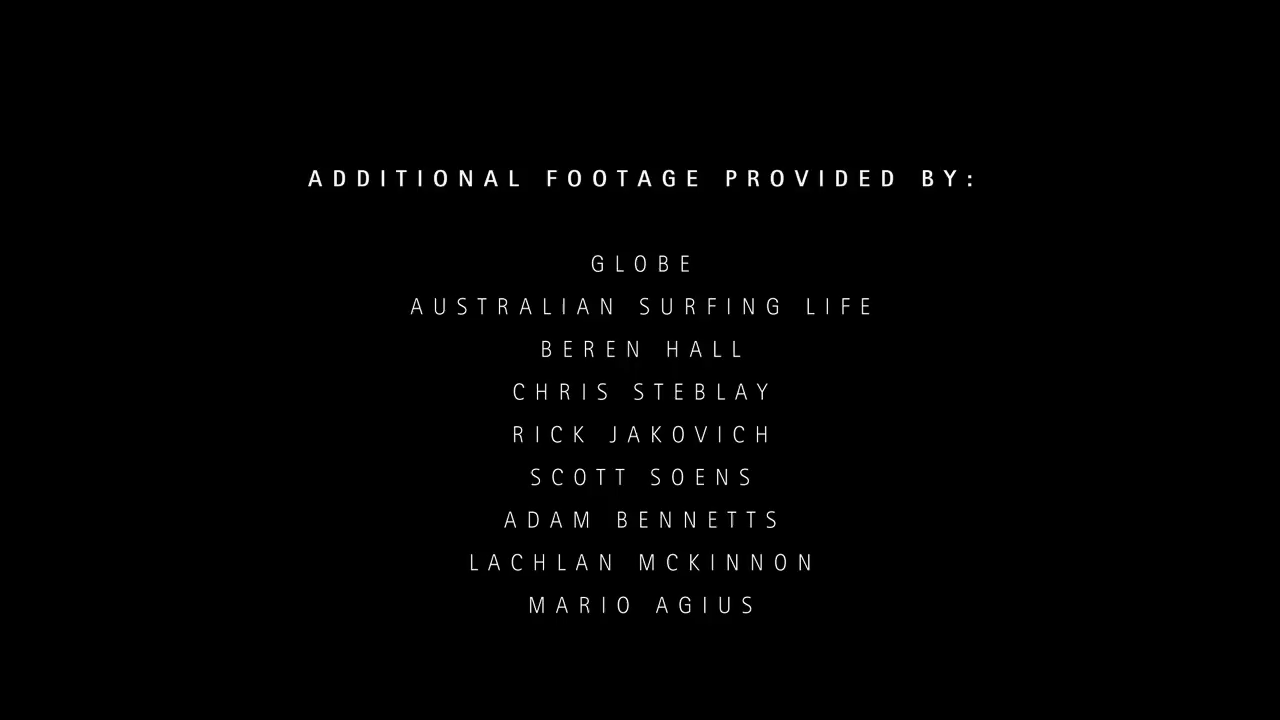 ADDITIONAL FOOTAGE PROVIDED BY:
GLOBE
AUSTRALIAN SURFING LIFE
BEREN HALL
CHRIS STEBLAY
RICK JAKOVICH
SCOTT SOENS
ADAM BENNETTS
LACHLAN MCKINNON
MARIO AGIUS